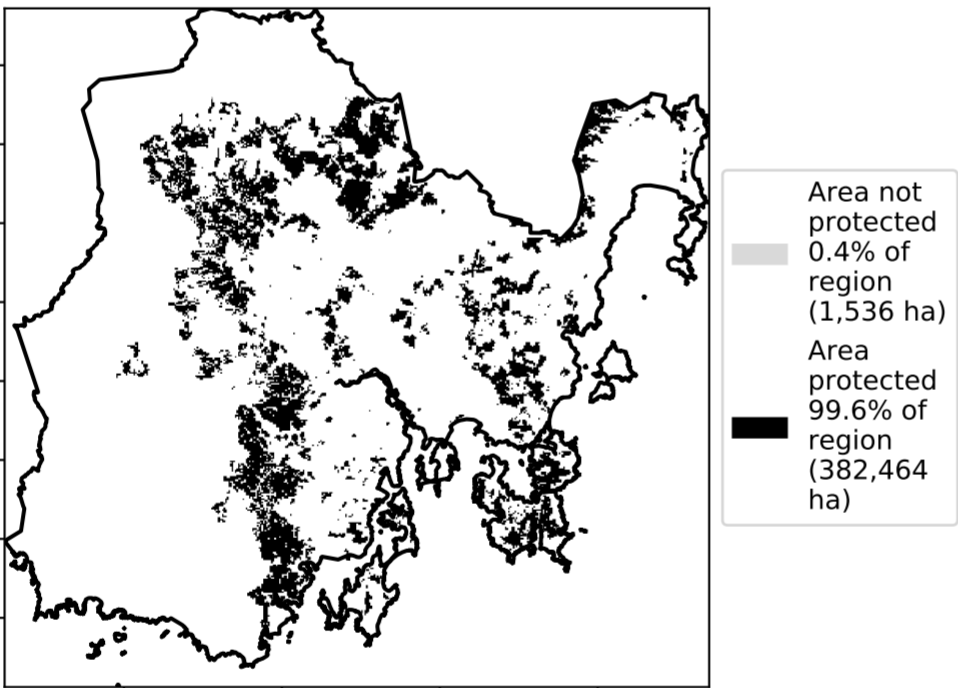 Area not
protected
0.4% of
region
(1,536 ha)
Area
protected
99.6% of
region
(382,464
ha)